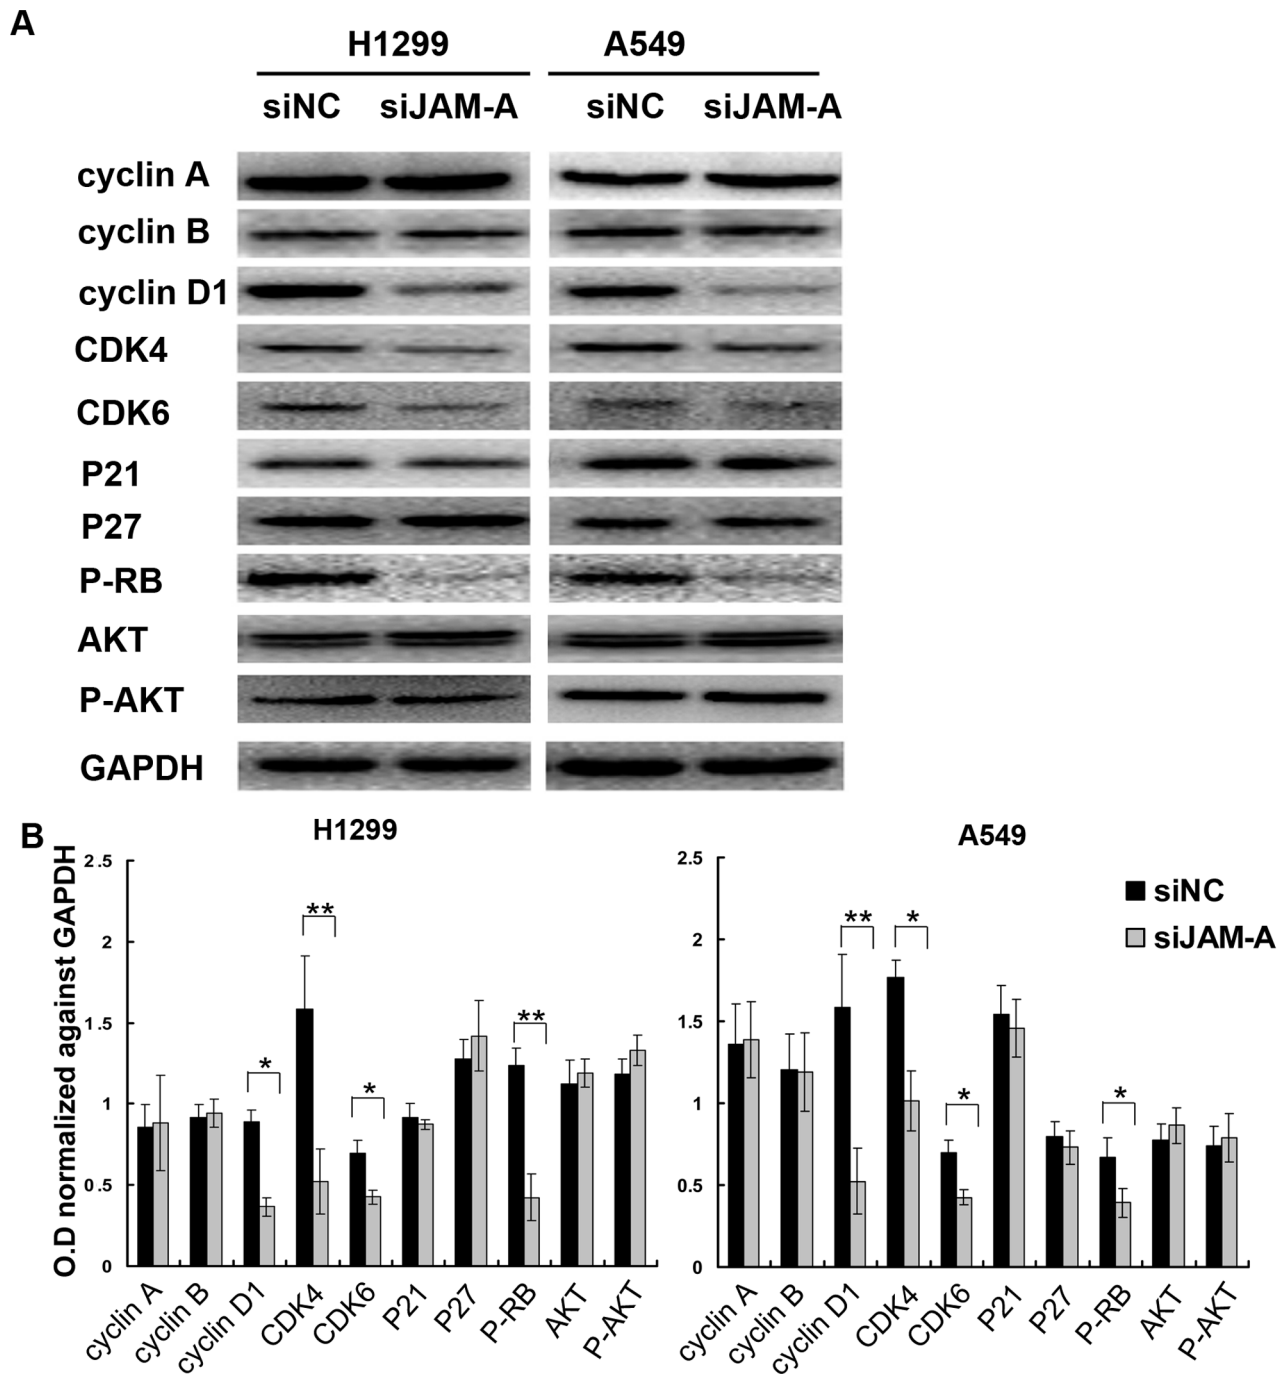 A
H1299 A549
siNC siJAM-A siNC siJAM-A
cyclin A
cyclin B
cyclin D1
CDK4
CDK6
P21
P27
P-RB
AKT
P-AKT
GAPDH
B
H1299
A549
O.D normalized against GAPDH
2.5
2
1.5
1
0.5
0
** 
* 
* 
**
2.5
2
1.5
1
0.5
0
**
*
*
*
siNC
siJAM-A
cyclin A cyclin B cyclin D1 CDK4 CDK6 P21 P27 P-RB AKT P-AKT
cyclin A cyclin B cyclin D1 CDK4 CDK6 P21 P27 P-RB AKT P-AKT